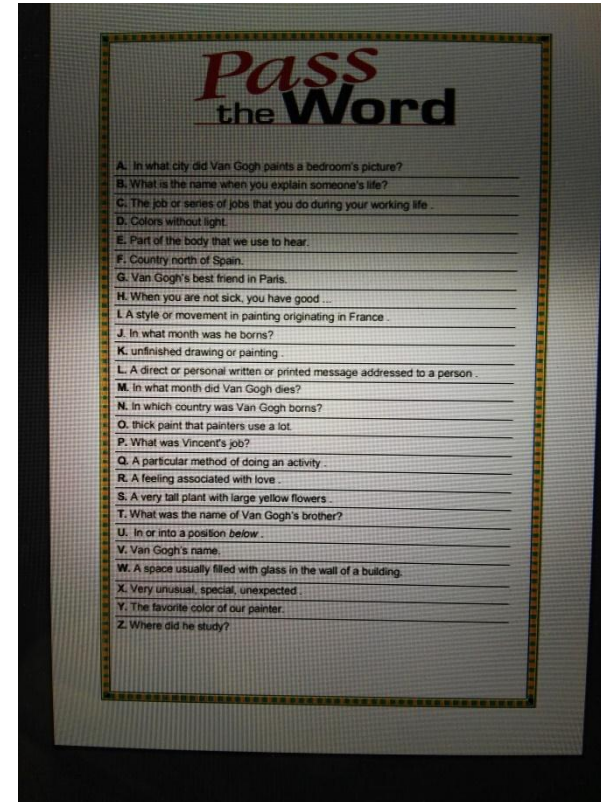 Pass
the Word
A. In what city did Van Gogh paints a bedroom's picture?
B. What is the name when you explain someone's life?
C. The job or series of jobs that you do during your working life .
D. Colors without light.
E. Part of the body that we use to hear.
F. Country north of Spain.
G. Van Gogh's best friend in Paris.
H. When you are not sick, you have good ...
I. A style or movement in painting originating in France .
J. In what month was he borns?
K. unfinished drawing or painting .
L. A direct or personal written or printed message addressed to a person .
M. In what month did Van Gogh dies?
N. In which country was Van Gogh borns?
O. thick paint that painters use a lot.
P. What was Vincent's job?
Q. A particular method of doing an activity .
R. A feeling associated with love .
S. A very tall plant with large yellow flowers .
T. What was the name of Van Gogh's brother?
U. In or into a position below .
V. Van Gogh's name.
W. A space usually filled with glass in the wall of a building.
X. Very unusual, special, unexpected .
Y. The favorite color of our painter.
Z. Where did he study?